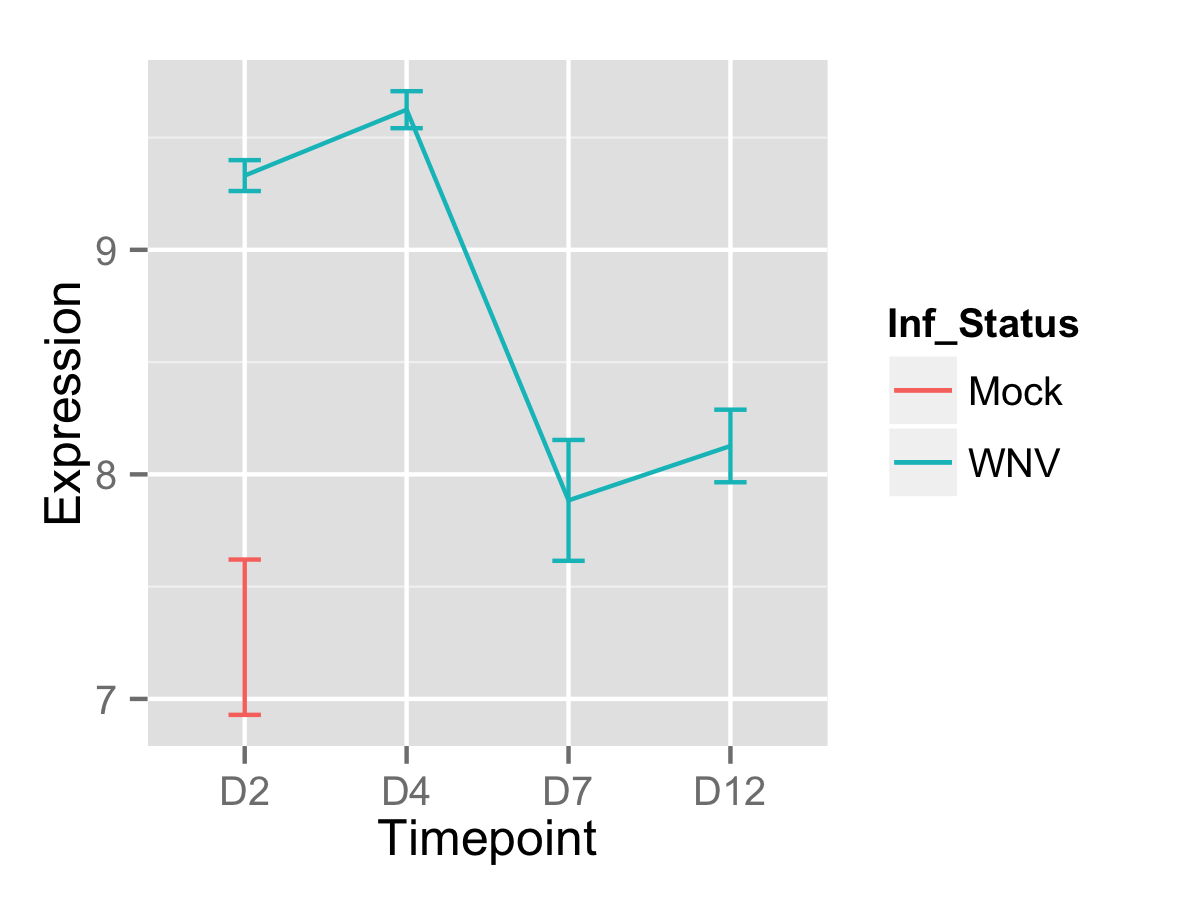 9
8
7
Expression
D2 D4 D7 D12
Timepoint
Inf_Status
Mock
WNV